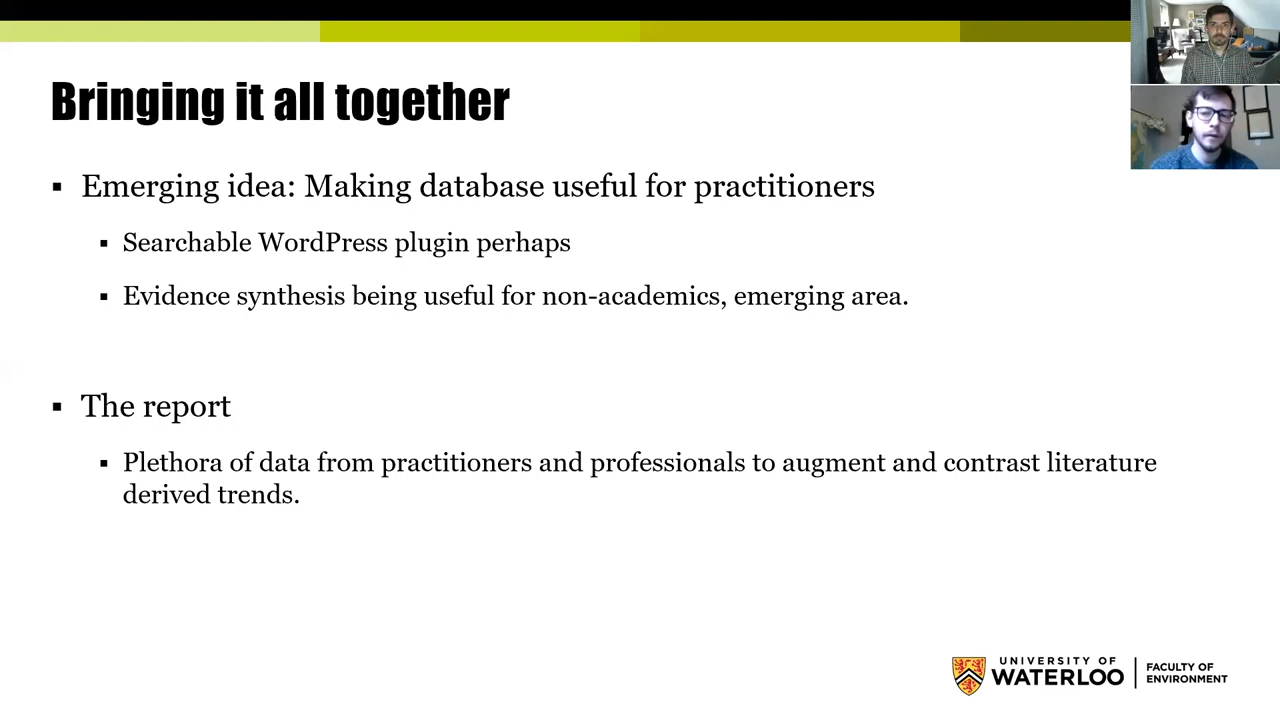 Bringing it all together
▪ Emerging idea: Making database useful for practitioners
▪ Searchable WordPress plugin perhaps
▪ Evidence synthesis being useful for non-academics, emerging area.
▪ The report
▪ Plethora of data from practitioners and professionals to augment and contrast literature
derived trends.
UNIVERSITY OF
WATERLOO
FACULTY OF
ENVIRONMENT